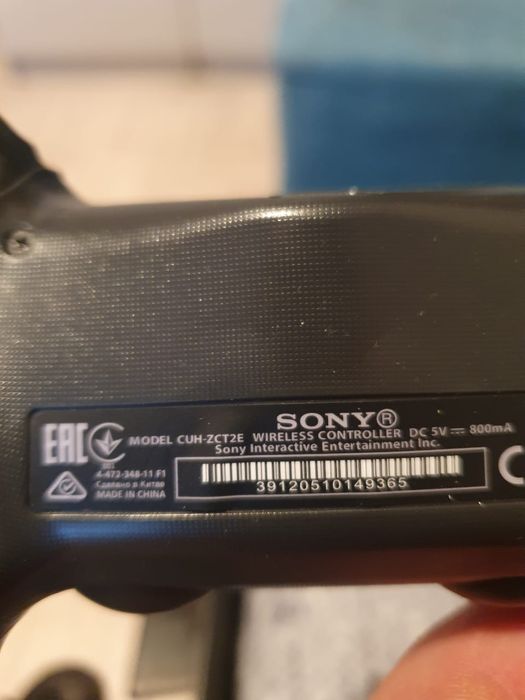 SONY®
EAC MODEL CUH-ZCT2E WIRELESS CONTROLLER DC 5V ⎓ 800mA
Sony Interactive Entertainment Inc.
4-472-348-11 F1
Сделано в Китае
MADE IN CHINA
39120510149365